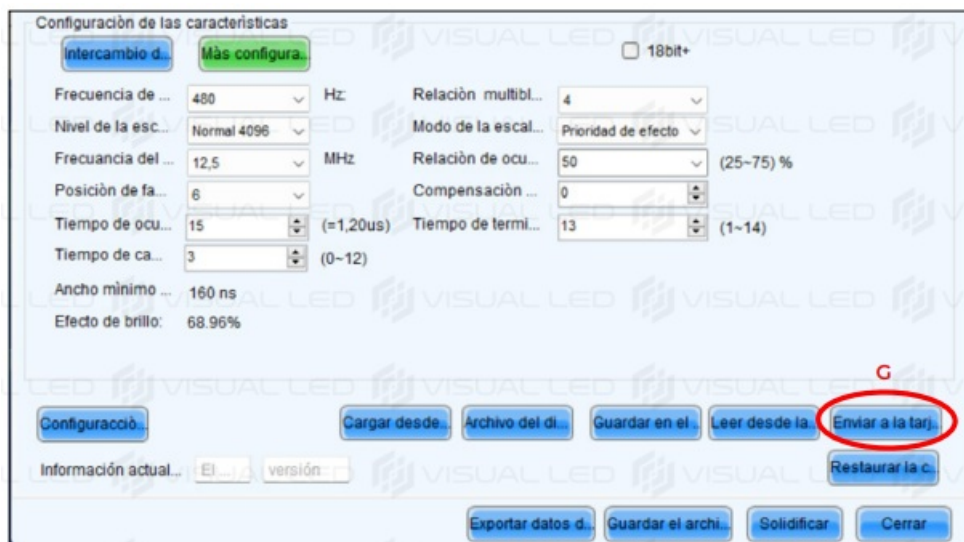 Configuraciòn de las caracterìsticas
Intercambio d... Màs configura... 18bit+
Frecuencia de ... 480 Hz: Relaciòn multibl... 4
Nivel de la esc... Normal 4096 Modo de la escal... Prioridad de efecto
Frecuancia del ... 12,5 MHz Relaciòn de ocu... 50 (25~75) %
Posiciòn de fa... 6 Compensaciòn ... 0
Tiempo de ocu... 15 (=1,20us) Tiempo de termi... 13 (1~14)
Tiempo de ca... 3 (0~12)
Ancho mìnimo ... 160 ns
Efecto de brillo: 68.96%
G
Configuracciò... Cargar desde... Archivo del di... Guardar en el ... Leer desde la... Enviar a la tarj...
Información actual... El ... versión Restaurar la c...
Exportar datos d... Guardar el archi... Solidificar Cerrar
VISUAL LED